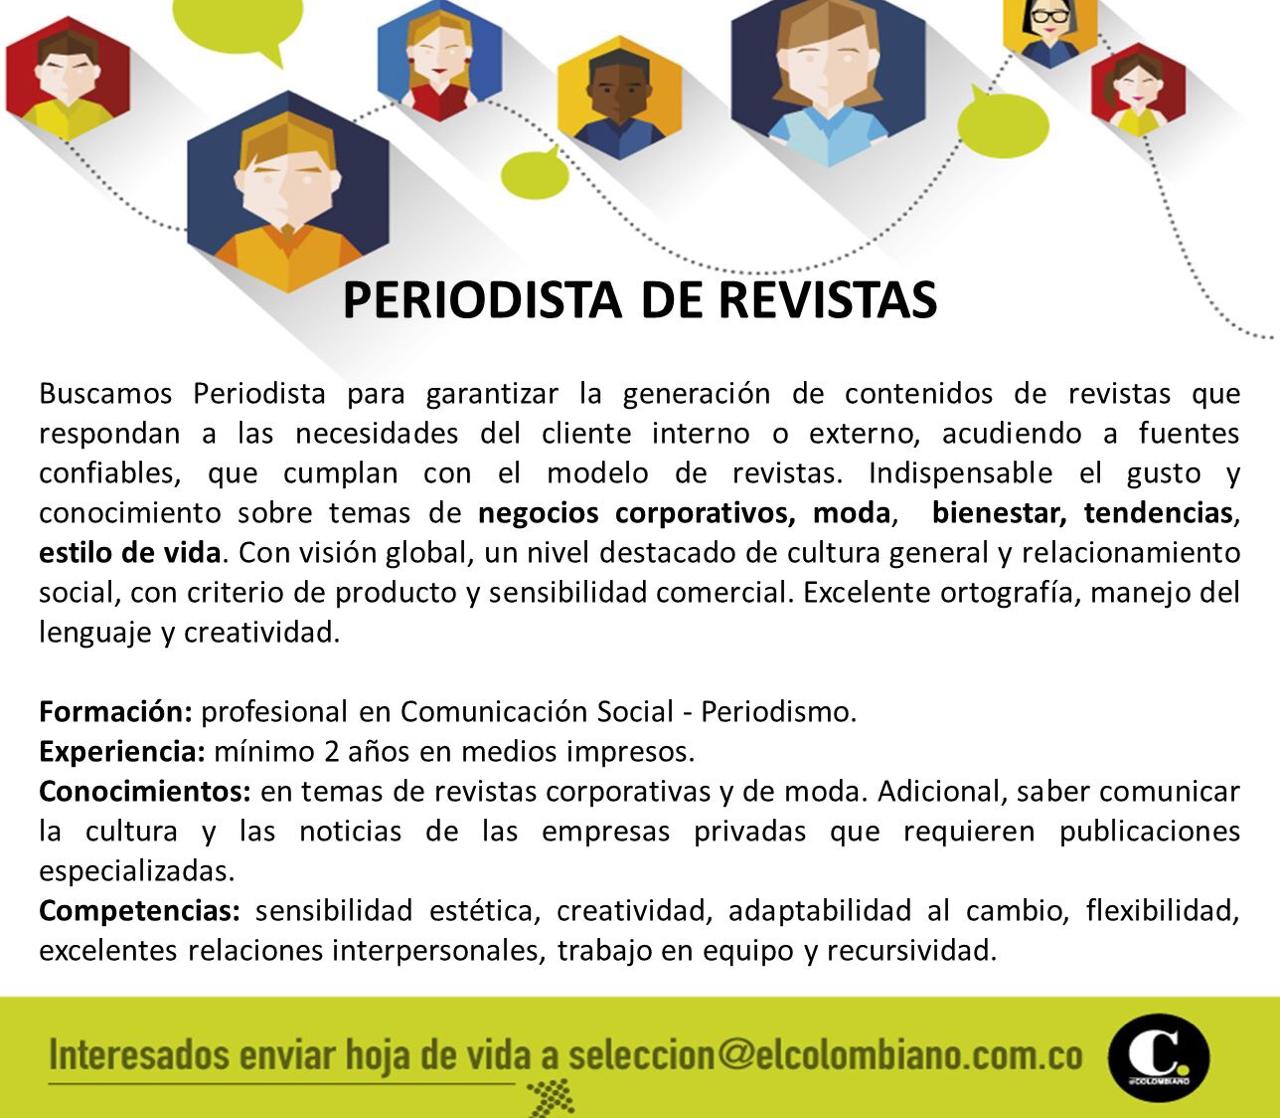 PERIODISTA DE REVISTAS
Buscamos Periodista para garantizar la generación de contenidos de revistas que
respondan a las necesidades del cliente interno o externo, acudiendo a fuentes
confiables, que cumplan con el modelo de revistas. Indispensable el gusto y
conocimiento sobre temas de negocios corporativos, moda, bienestar, tendencias,
estilo de vida. Con visión global, un nivel destacado de cultura general y relacionamiento
social, con criterio de producto y sensibilidad comercial. Excelente ortografía, manejo del
lenguaje y creatividad.
Formación: profesional en Comunicación Social - Periodismo.
Experiencia: mínimo 2 años en medios impresos.
Conocimientos: en temas de revistas corporativas y de moda. Adicional, saber comunicar
la cultura y las noticias de las empresas privadas que requieren publicaciones
especializadas.
Competencias: sensibilidad estética, creatividad, adaptabilidad al cambio, flexibilidad,
excelentes relaciones interpersonales, trabajo en equipo y recursividad.
Interesados enviar hoja de vida a seleccion@elcolombiano.com.co
C.
@COLOMBIANO